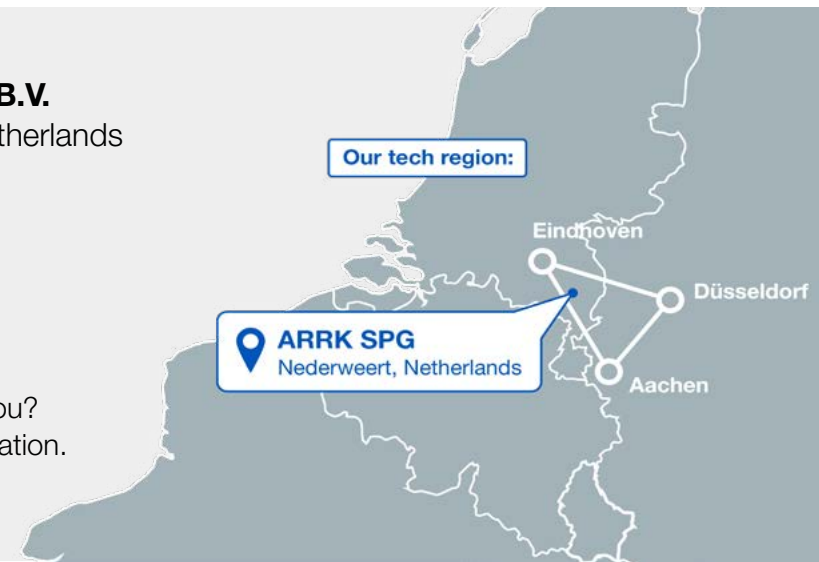 B.V.
therlands
ou?
ation.
Our tech region:
Eindhoven
Düsseldorf
ARRK SPG
Nederweert, Netherlands
Aachen